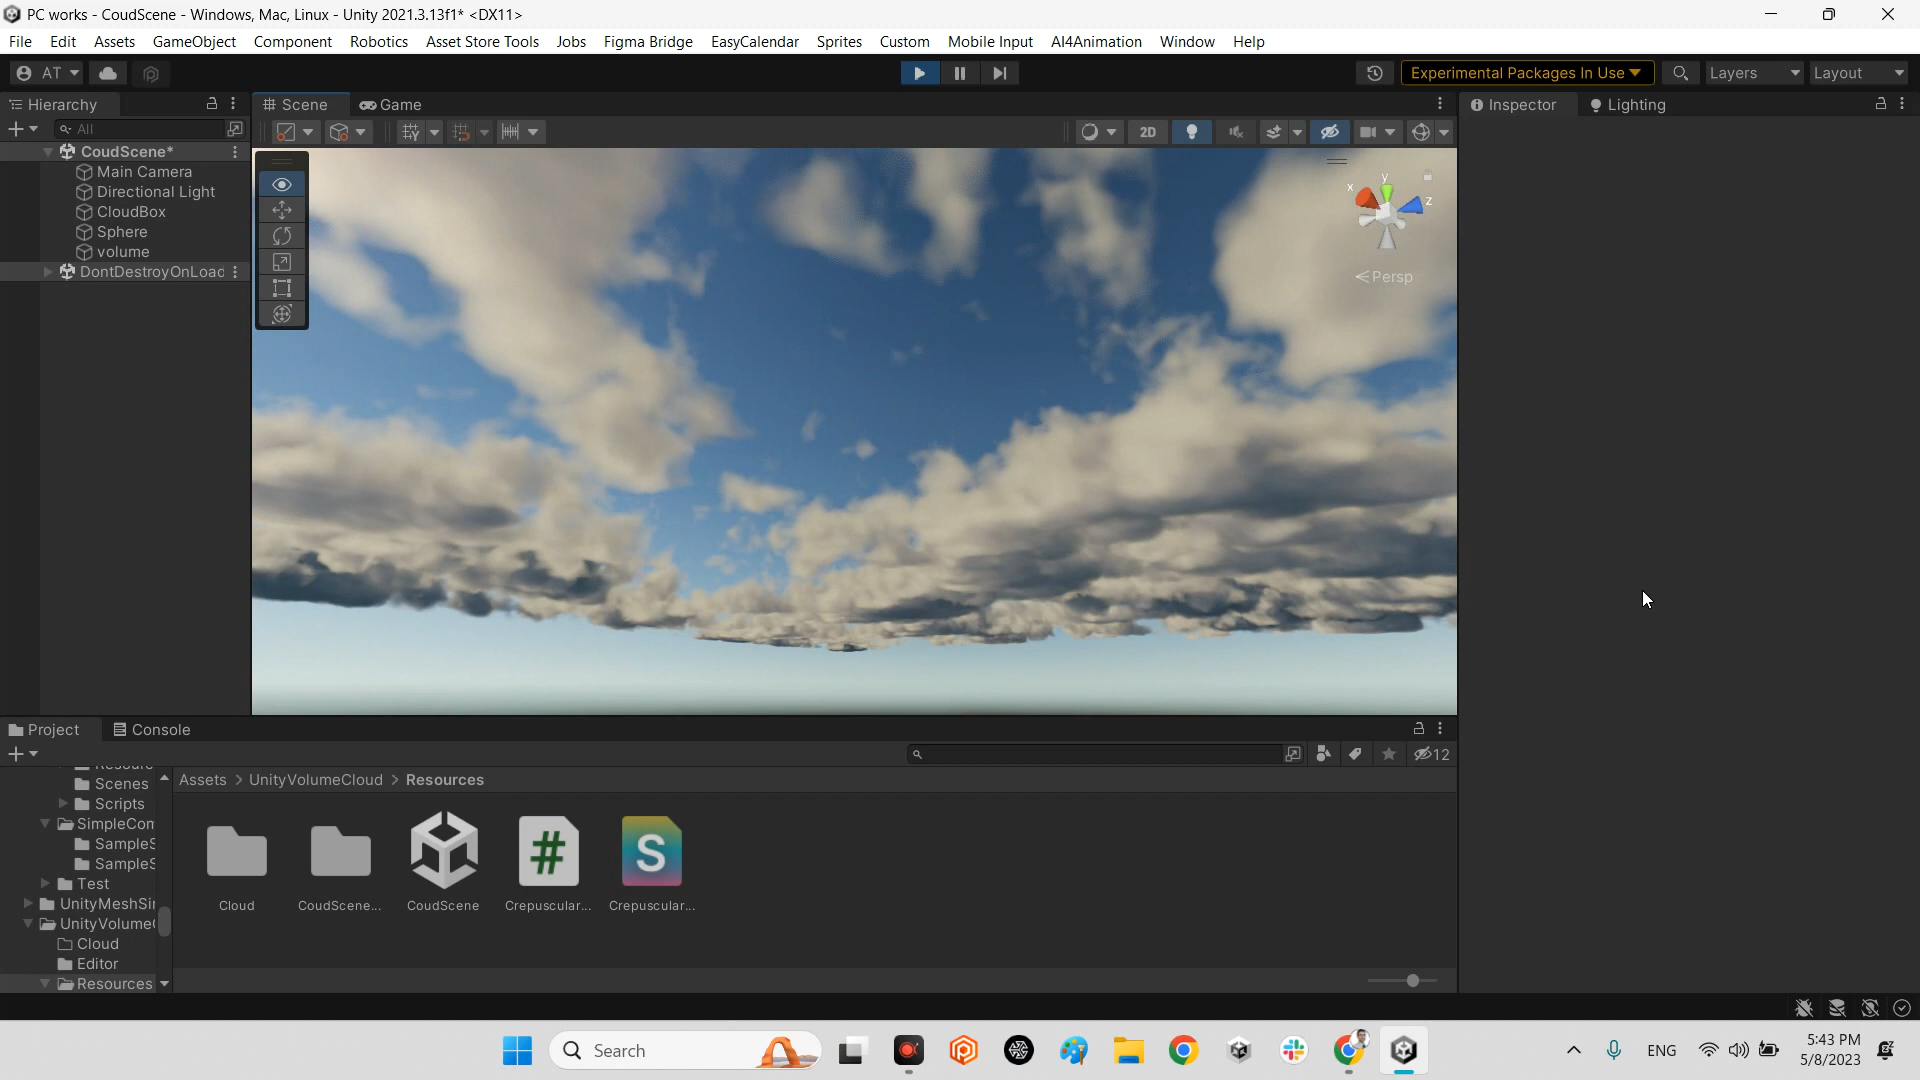 PC works - CoudScene - Windows, Mac, Linux - Unity 2021.3.13f1* <DX11>
File Edit Assets GameObject Component Robotics Asset Store Tools Jobs Figma Bridge EasyCalendar Sprites Custom Mobile Input AI4Animation Window Help
AT
Experimental Packages In Use
Layers
Layout
Hierarchy
Scene
Game
Inspector
Lighting
All
2D
CoudScene*
Main Camera
Directional Light
CloudBox
Sphere
volume
DontDestroyOnLoad
y
x
z
Persp
Project
Console
12
Assets > UnityVolumeCloud > Resources
Scenes
Scripts
SimpleCon
SampleS
SampleS
Test
UnityMeshSi
UnityVolume
Cloud
Editor
Resources
Cloud
CoudScene...
CoudScene
Crepuscular...
Crepuscular...
#
S
Search
ENG
5:43 PM
5/8/2023